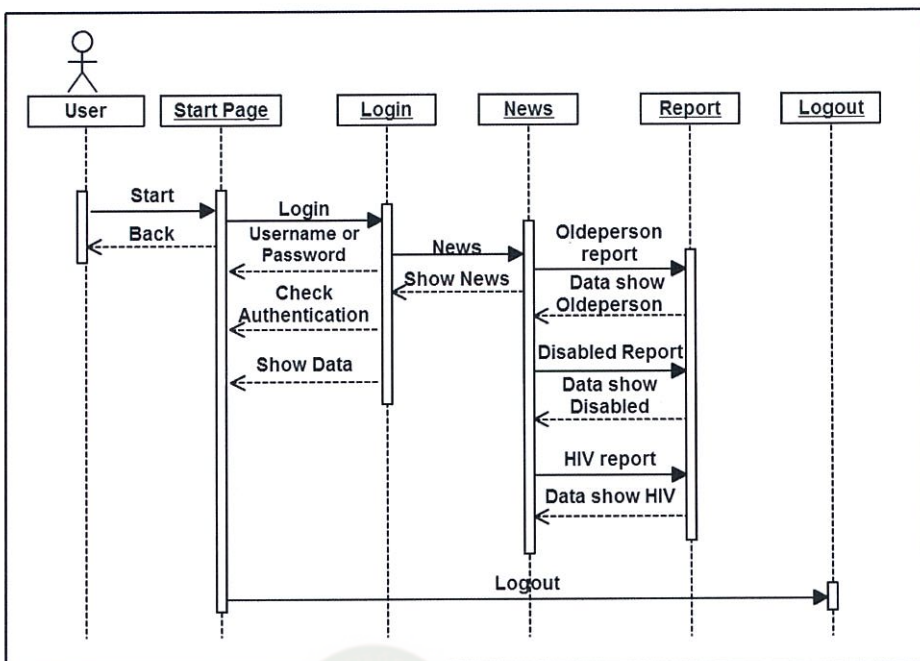 User
Start Page
Login
News
Report
Logout
Start
Back
Login
Username or
Password
Check
Authentication
Show Data
News
Show News
Oldeperson
report
Data show
Oldeperson
Disabled Report
Data show
Disabled
HIV report
Data show HIV
Logout